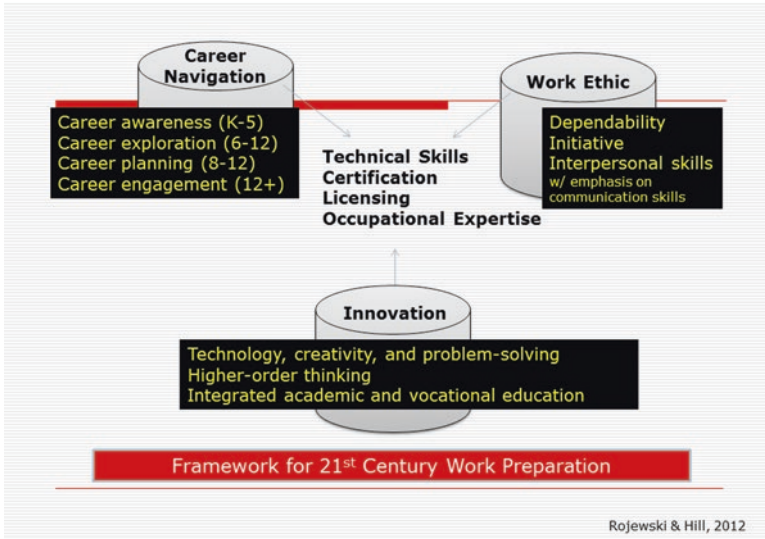 Career
Navigation
Career awareness (K-5)
Career exploration (6-12)
Career planning (8-12)
Career engagement (12+)
Work Ethic
Dependability
Initiative
Interpersonal skills
w/ emphasis on
communication skills
Technical Skills
Certification
Licensing
Occupational Expertise
Innovation
Technology, creativity, and problem-solving
Higher-order thinking
Integrated academic and vocational education
Framework for 21st Century Work Preparation
Rojewski & Hill, 2012